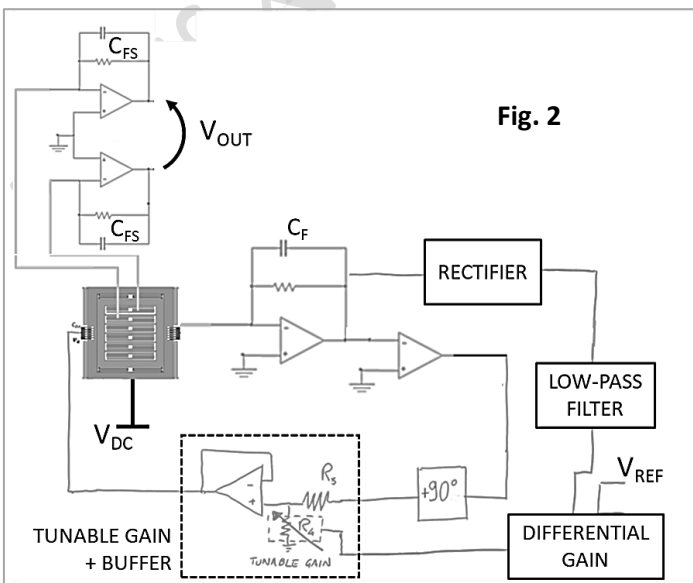 C_FS
V_OUT
Fig. 2
C_FS
C_F
RECTIFIER
LOW-PASS
FILTER
V_DC
V_REF
+90°
R_5
R_4
TUNABLE GAIN
TUNABLE GAIN
+ BUFFER
DIFFERENTIAL
GAIN
-
+
+
-
-
+
-
+
-
+